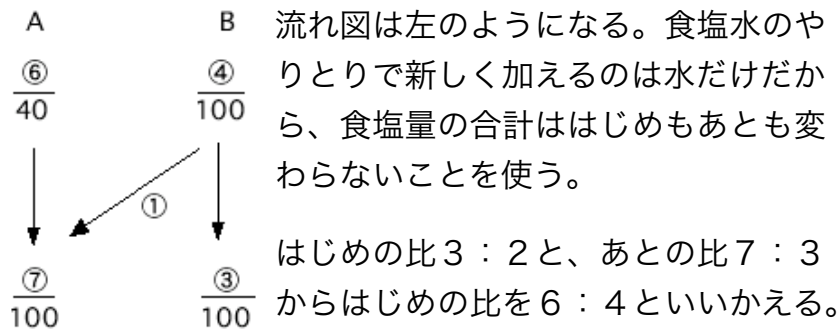 A B
⑥/40 ④/100
①
⑦/100 ③/100
流れ図は左のようになる。食塩水のや
りとりで新しく加えるのは水だけだか
ら、食塩量の合計ははじめもあとも変
わらないことを使う。
はじめの比３：２と、あとの比７：３
からはじめの比を６：４といいかえる。